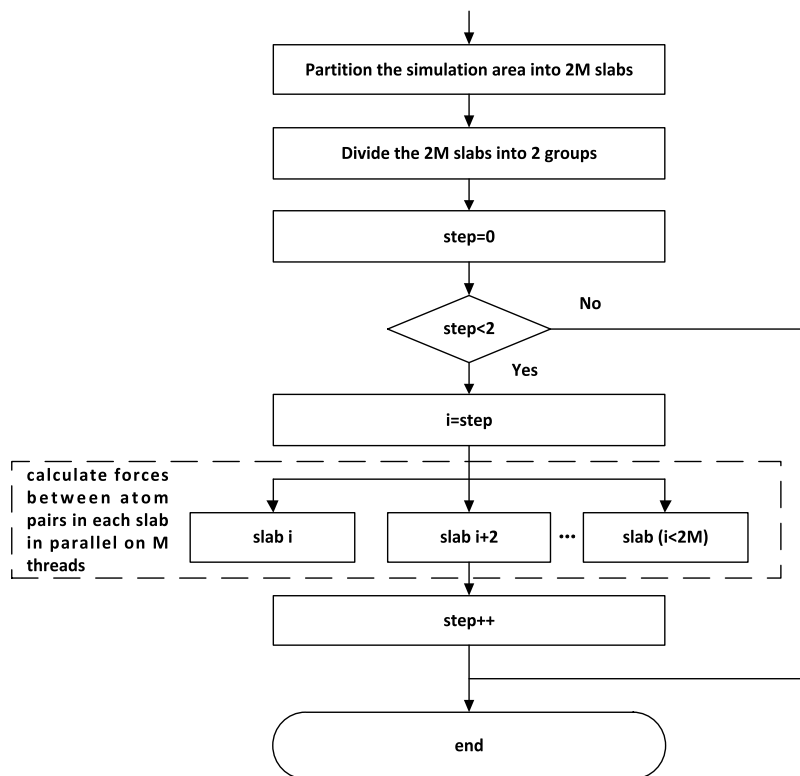 Partition the simulation area into 2M slabs
Divide the 2M slabs into 2 groups
step=0
step<2
No
Yes
i=step
calculate forces
between atom
pairs in each slab
in parallel on M
threads
slab i
slab i+2
...
slab (i<2M)
step++
end